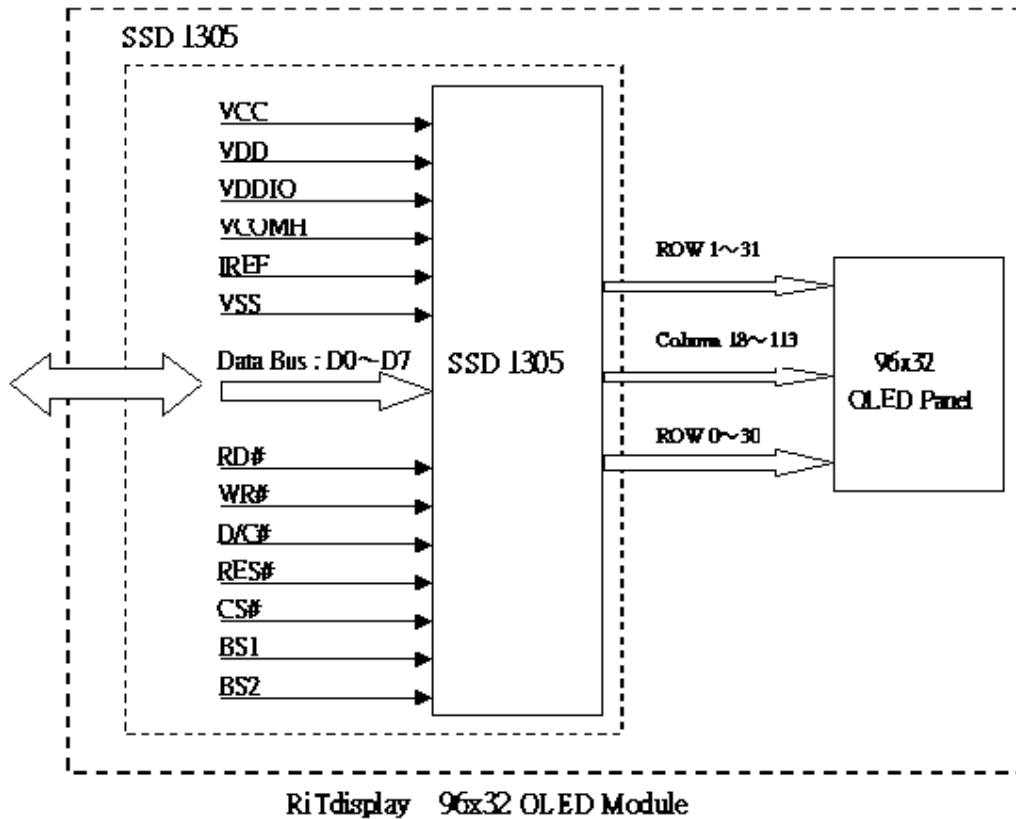 SSD 1305
VCC
VDD
VDDIO
VCOMH
IREF
VSS
Data Bus : D0～D7
RD#
WR#
D/C#
RES#
CS#
BS1
BS2
SSD 1305
ROW 1～31
Column 18～113
ROW 0～30
96x32
OLED Panel
RiTdisplay 96x32 OLED Module